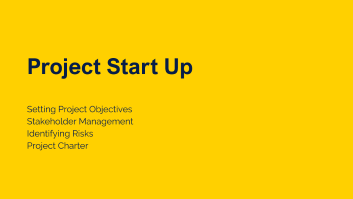 Project Start Up
Setting Project Objectives
Stakeholder Management
Identifying Risks
Project Charter